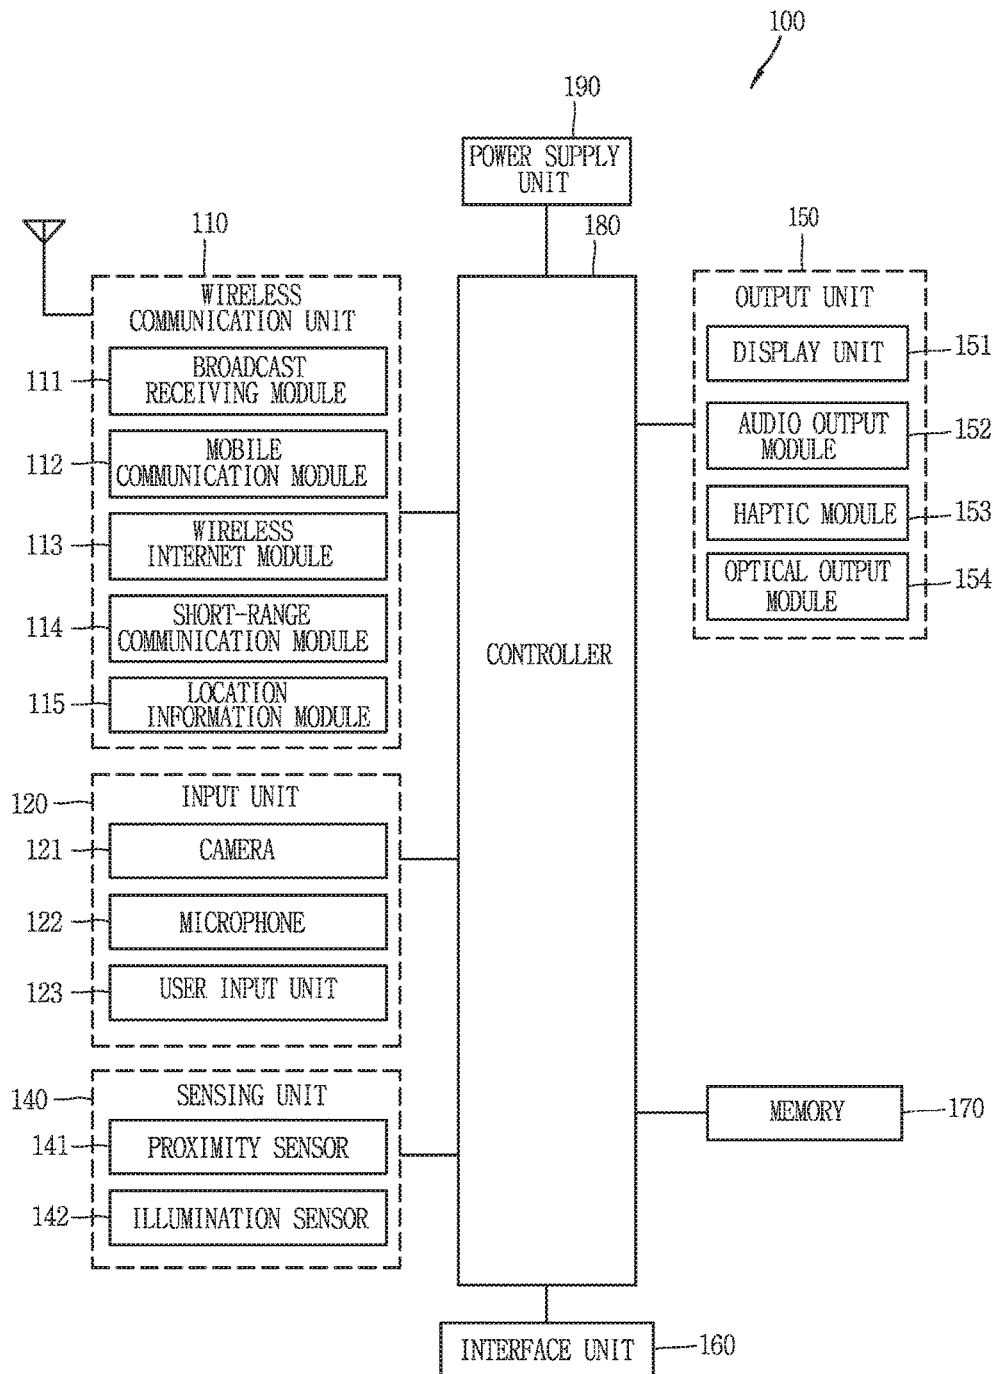 100
190
POWER SUPPLY
UNIT
110
180
150
WIRELESS
COMMUNICATION UNIT
111
BROADCAST
RECEIVING MODULE
112
MOBILE
COMMUNICATION MODULE
113
WIRELESS
INTERNET MODULE
114
SHORT-RANGE
COMMUNICATION MODULE
115
LOCATION
INFORMATION MODULE
120
INPUT UNIT
121
CAMERA
122
MICROPHONE
123
USER INPUT UNIT
140
SENSING UNIT
141
PROXIMITY SENSOR
142
ILLUMINATION SENSOR
CONTROLLER
OUTPUT UNIT
DISPLAY UNIT
151
AUDIO OUTPUT
MODULE
152
HAPTIC MODULE
153
OPTICAL OUTPUT
MODULE
154
MEMORY
170
INTERFACE UNIT
160